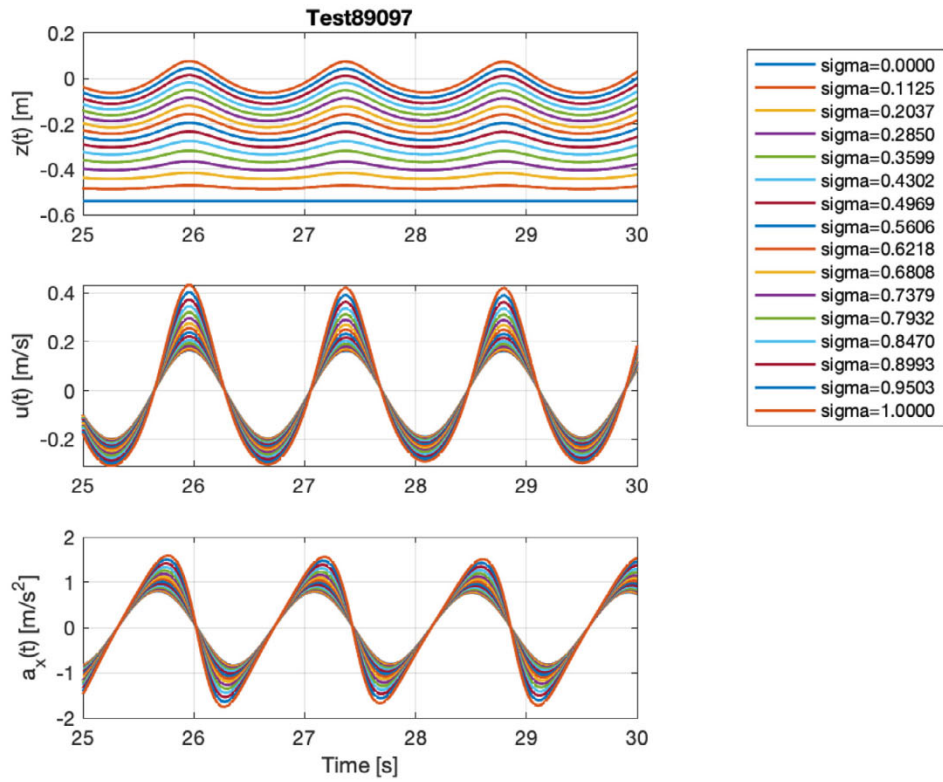 Test89097
0.2
0
-0.2
-0.4
-0.6
z(t) [m]
25 26 27 28 29 30
0.4
0.2
0
-0.2
u(t) [m/s]
25 26 27 28 29 30
2
1
0
-1
-2
a_x(t) [m/s^2]
25 26 27 28 29 30
Time [s]
sigma=0.0000
sigma=0.1125
sigma=0.2037
sigma=0.2850
sigma=0.3599
sigma=0.4302
sigma=0.4969
sigma=0.5606
sigma=0.6218
sigma=0.6808
sigma=0.7379
sigma=0.7932
sigma=0.8470
sigma=0.8993
sigma=0.9503
sigma=1.0000